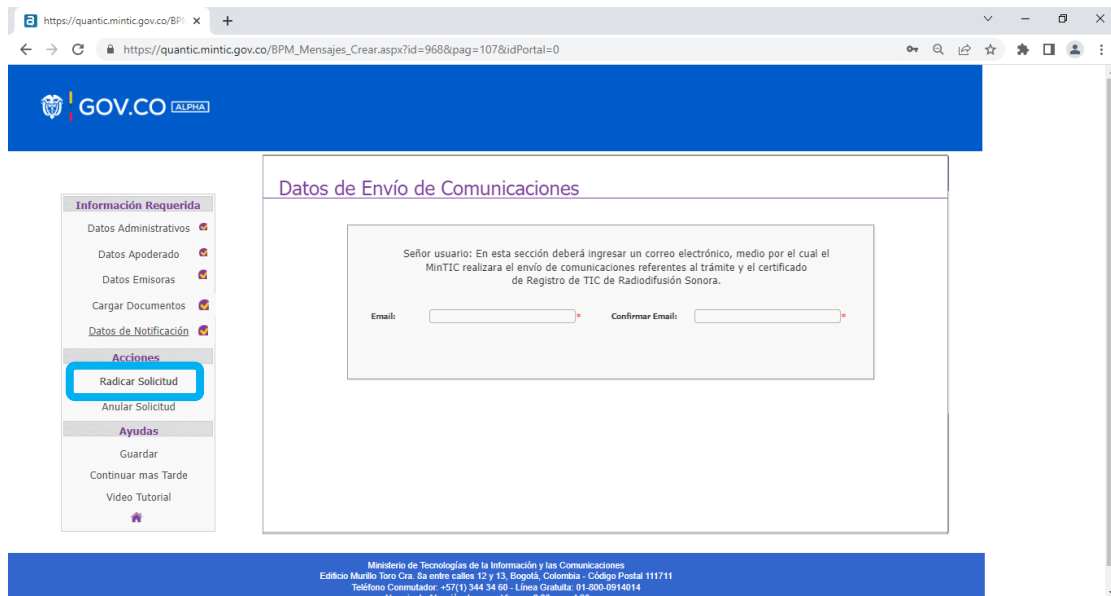 https://quantic.mintic.gov.co/BPM
https://quantic.mintic.gov.co/BPM_Mensajes_Crear.aspx?id=968&pag=107&idPortal=0
GOV.CO ALPHA
Información Requerida
Datos Administrativos
Datos Apoderado
Datos Emisoras
Cargar Documentos
Datos de Notificación
Acciones
Radicar Solicitud
Anular Solicitud
Ayudas
Guardar
Continuar mas Tarde
Video Tutorial
Datos de Envío de Comunicaciones
Señor usuario: En esta sección deberá ingresar un correo electrónico, medio por el cual el
MinTIC realizara el envío de comunicaciones referentes al trámite y el certificado
de Registro de TIC de Radiodifusión Sonora.
Email: * Confirmar Email: *
Ministerio de Tecnologías de la Información y las Comunicaciones
Edificio Murillo Toro Cra. 8a entre calles 12 y 13, Bogotá, Colombia - Código Postal 111711
Teléfono Conmutador: +57(1) 344 34 60 - Línea Gratuita: 01-800-0914014